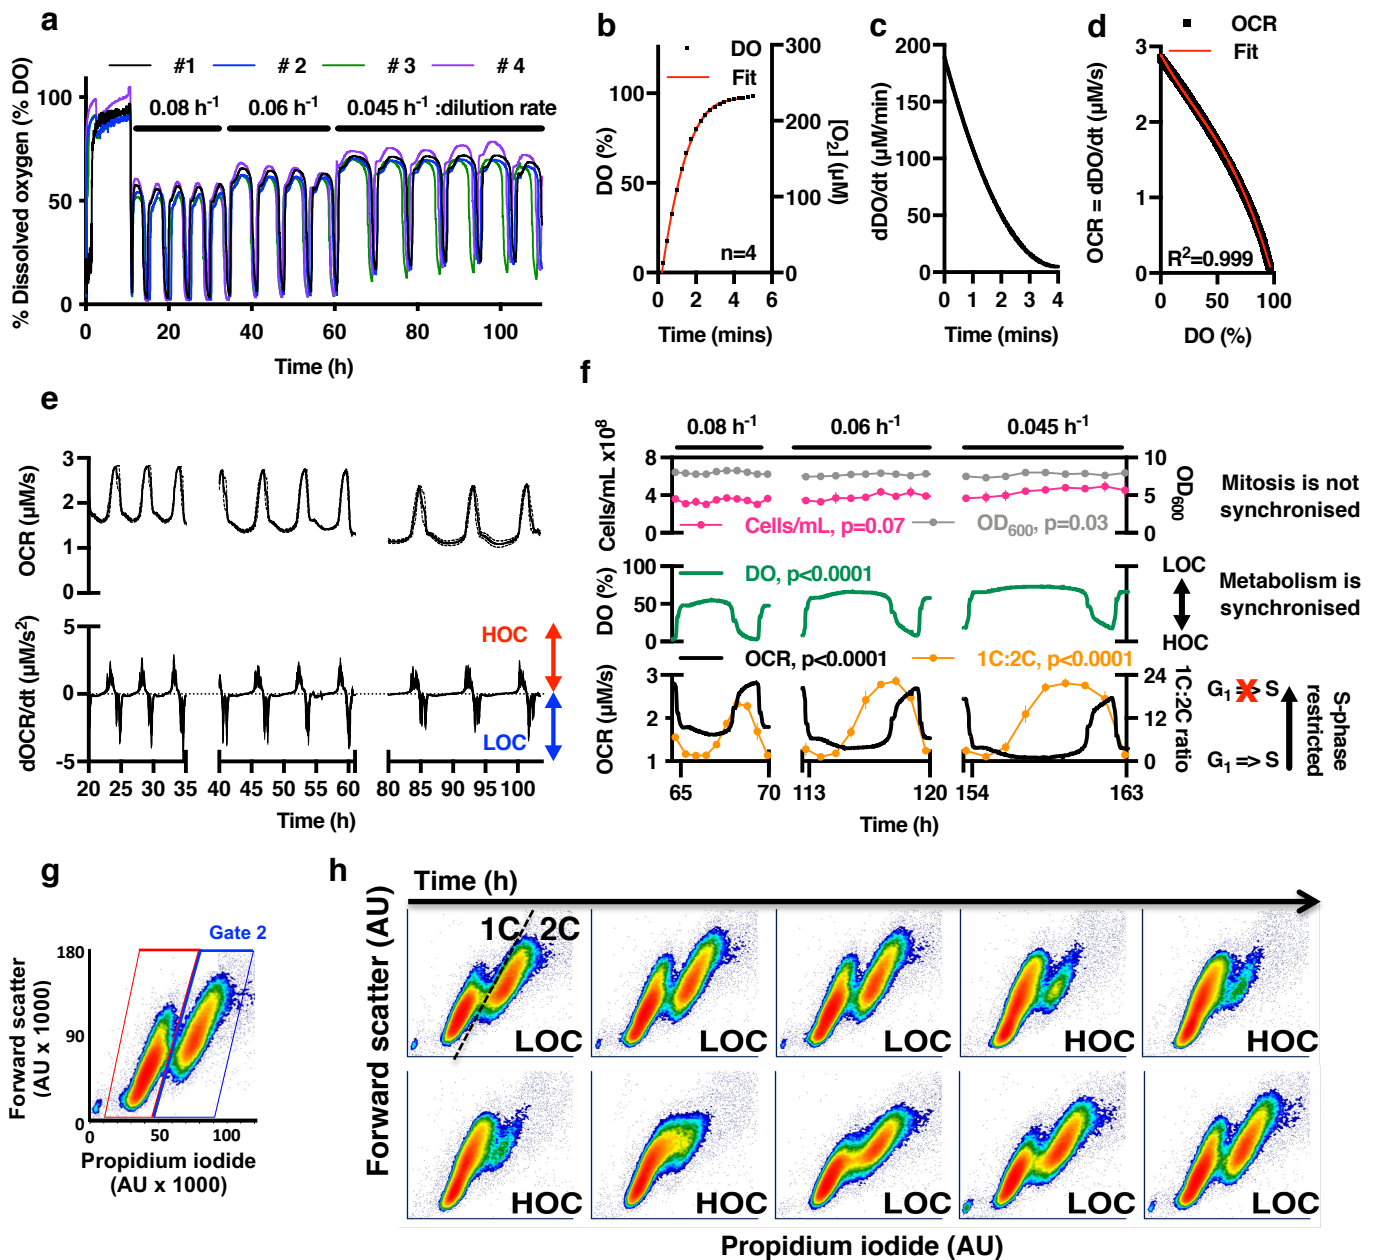 a
# 1 # 2 # 3 # 4
% Dissolved oxygen (% DO)
100
50
0
0.08 h-1 0.06 h-1 0.045 h-1 :dilution rate
0 20 40 60 80 100
Time (h)
b
DO
Fit
DO (%)
100
50
0
300
200
100
0
[O2] (µM)
n=4
0 2 4 6
Time (mins)
c
dDO/dt (µM/min)
200
150
100
50
0
0 1 2 3 4
Time (mins)
d
OCR
Fit
OCR = dDO/dt (µM/s)
3
2
1
0
R2=0.999
0 50 100
DO (%)
e
OCR (µM/s)
3
2
1
0
dOCR/dt (µM/s2)
5
0
-5
HOC
LOC
20 25 30 35 40 45 50 55 60 80 85 90 95 100
Time (h)
f
0.08 h-1 0.06 h-1 0.045 h-1
Cells/mL x108
8
4
0
10
5
0
OD600
Cells/mL, p=0.07 OD600, p=0.03
Mitosis is not
synchronised
DO (%)
100
50
0
DO, p<0.0001
LOC
HOC
Metabolism is
synchronised
OCR (µM/s)
3
2
1
OCR, p<0.0001 1C:2C, p<0.0001
24
12
0
1C:2C ratio
G1 => S
X
G1 => S
S-phase
restricted
65 70 113 120 154 163
Time (h)
g
Gate 2
Forward scatter
(AU x 1000)
180
90
0
0 50 100
Propidium iodide
(AU x 1000)
h
Time (h)
Forward scatter (AU)
1C 2C
LOC LOC LOC HOC HOC
HOC HOC LOC LOC LOC
Propidium iodide (AU)